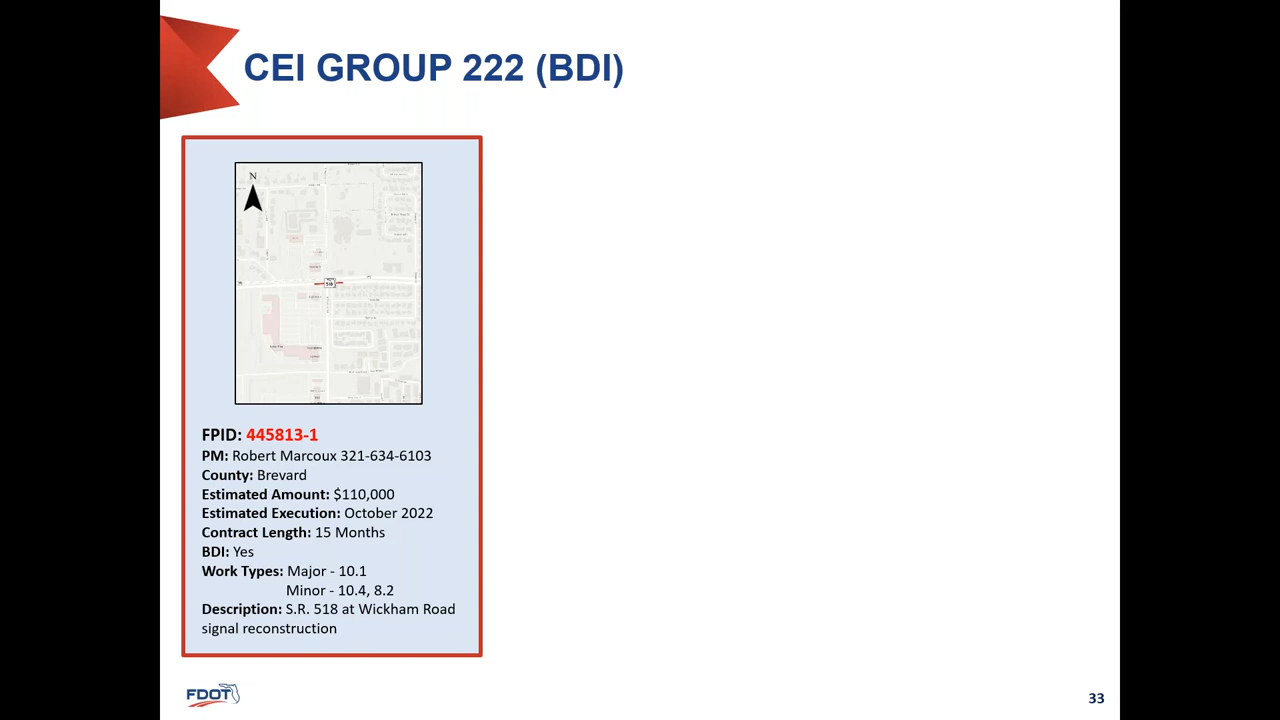 CEI GROUP 222 (BDI)
N
518
FPID: 445813-1
PM: Robert Marcoux 321-634-6103
County: Brevard
Estimated Amount: $110,000
Estimated Execution: October 2022
Contract Length: 15 Months
BDI: Yes
Work Types: Major - 10.1
Minor - 10.4, 8.2
Description: S.R. 518 at Wickham Road
signal reconstruction
FDOT
33